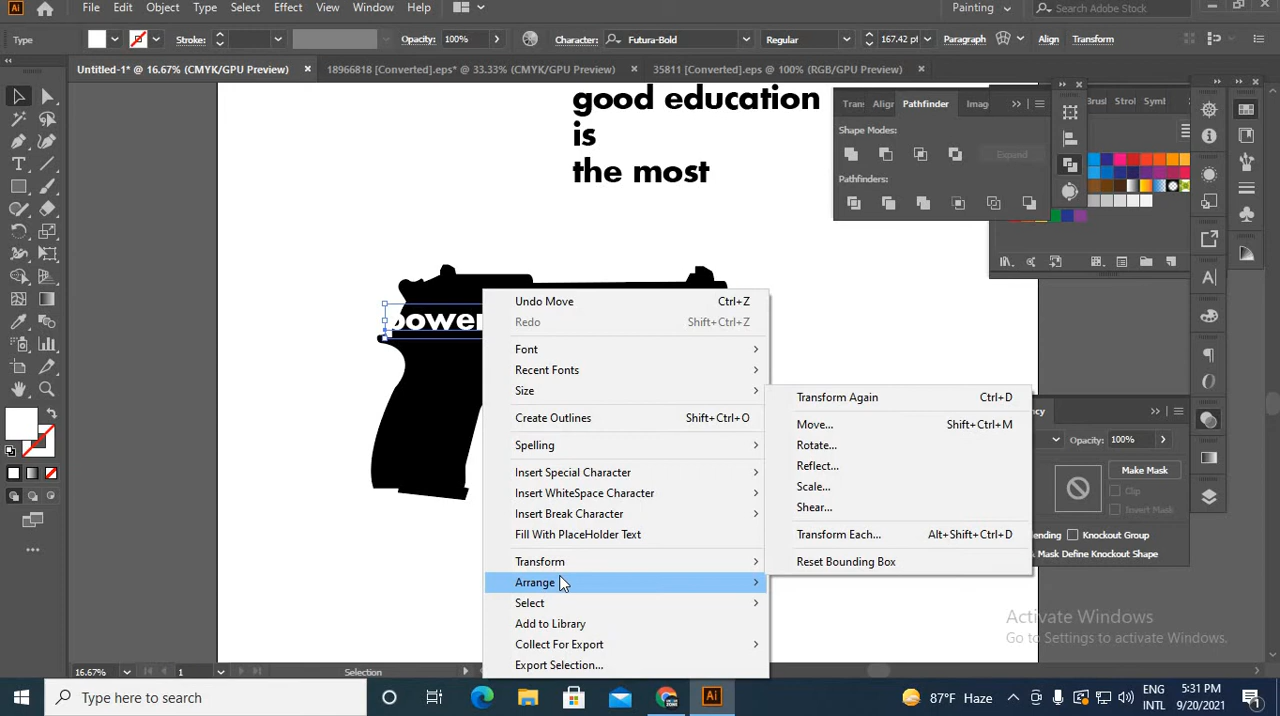 File Edit Object Type Select Effect View Window Help Painting Search Adobe Stock
Type Stroke: Opacity: 100% Character: Futura-Bold Regular 167.42 pt Paragraph: Align Transform
Untitled-1* @ 16.67% (CMYK/GPU Preview) 18966818 [Converted].eps* @ 33.33% (CMYK/GPU Preview) 35811 [Converted].eps @ 100% (RGB/GPU Preview)
good education
is
the most
Align Pathfinder
Shape Modes:
Expand
Pathfinders:
power
Undo Move Ctrl+Z
Redo Shift+Ctrl+Z
Font
Recent Fonts
Size
Create Outlines Shift+Ctrl+O
Spelling
Insert Special Character
Insert WhiteSpace Character
Insert Break Character
Fill With PlaceHolder Text
Transform
Arrange
Select
Add to Library
Collect For Export
Export Selection...
Transform Again Ctrl+D
Move... Shift+Ctrl+M
Rotate...
Reflect...
Scale...
Shear...
Transform Each... Alt+Shift+Ctrl+D
Reset Bounding Box
Opacity: 100%
Make Mask
Clip
Invert Mask
Knockout Group
Mask Define Knockout Shape
Activate Windows
Go to Settings to activate Windows.
16.67% 1 Selection
Type here to search
87°F Haze
ENG
INTL
5:31 PM
9/20/2021